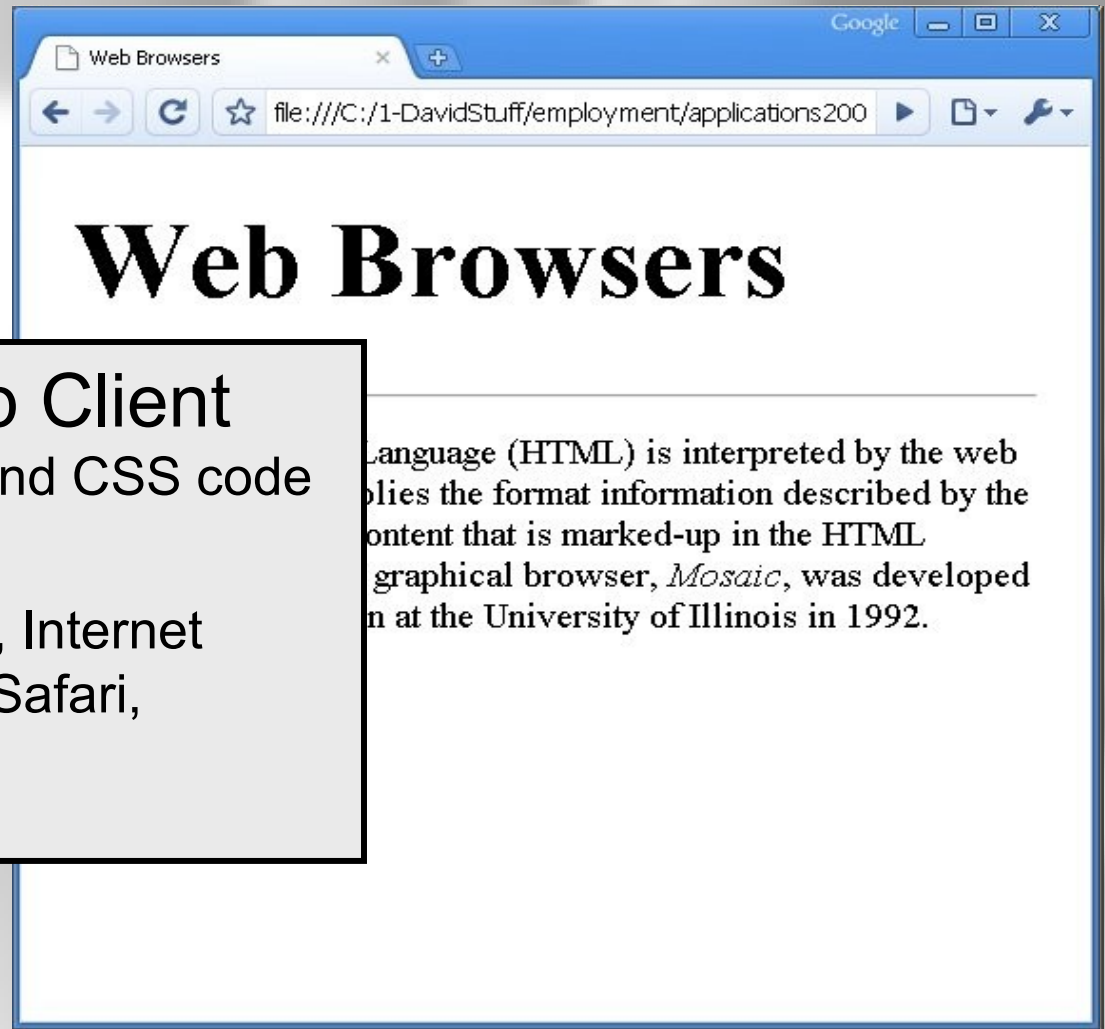 Google
Web Browsers
file:///C:/1-DavidStuff/employment/applications200
Web Browsers
Client
nd CSS code
, Internet
Safari,
Language (HTML) is interpreted by the web
plies the format information described by the
ontent that is marked-up in the HTML
graphical browser, Mosaic, was developed
n at the University of Illinois in 1992.